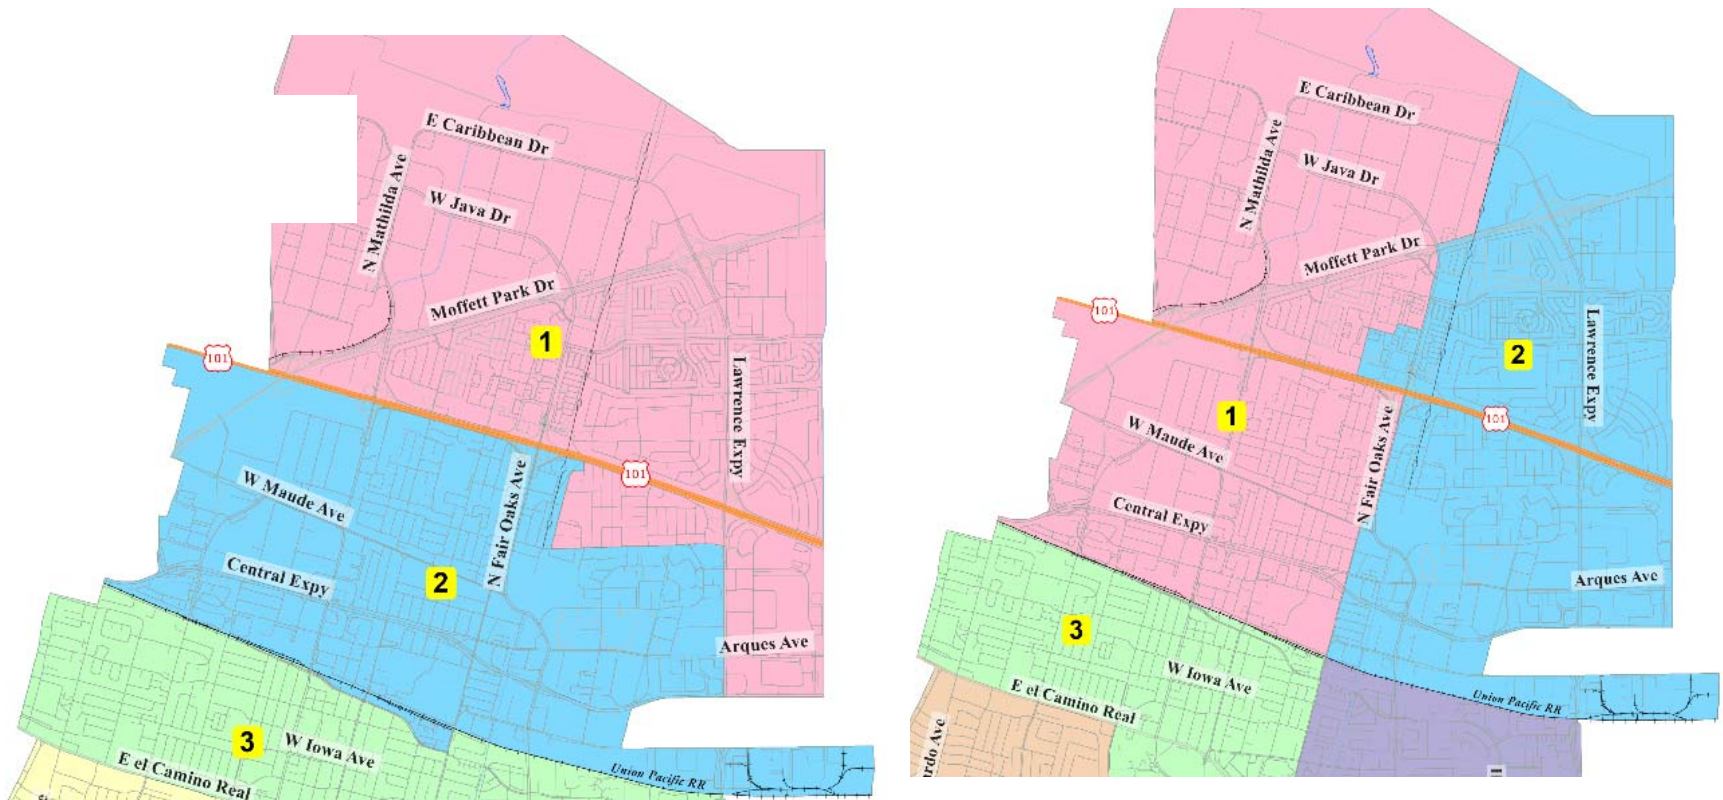 E Caribbean Dr
N Mathilda Ave
W Java Dr
Moffett Park Dr
1
101
Lawrence Expy
101
W Maude Ave
N Fair Oaks Ave
2
Central Expy
Arques Ave
3
W Iowa Ave
E el Camino Real
Union Pacific RR
E Caribbean Dr
N Mathilda Ave
W Java Dr
Moffett Park Dr
101
Lawrence Expy
2
1
101
W Maude Ave
N Fair Oaks Ave
Central Expy
Arques Ave
3
W Iowa Ave
E el Camino Real
Union Pacific RR
rdo Ave